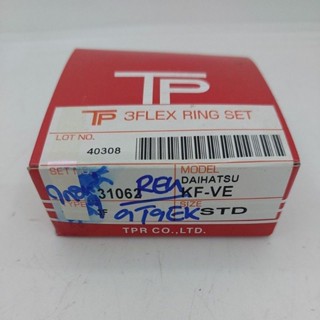 TP
TP 3FLEX RING SET
LOT NO.
40308
MODEL
31062
DAIHATSU
KF-VE
REN
9T9EK
SIZE
STD
TPR CO.,LTD.